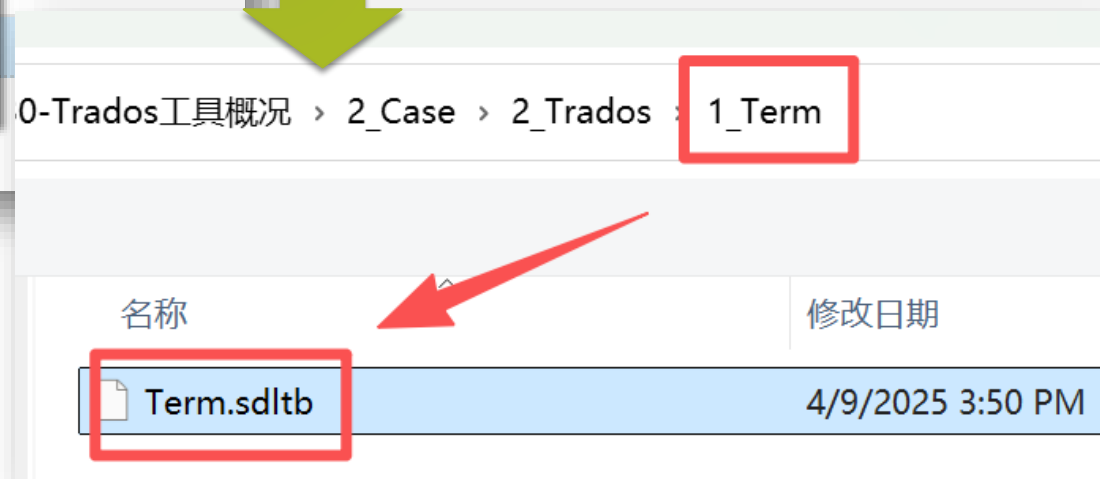 0-Trados工具概况 › 2_Case › 2_Trados › 1_Term
名称 修改日期
Term.sdltb 4/9/2025 3:50 PM